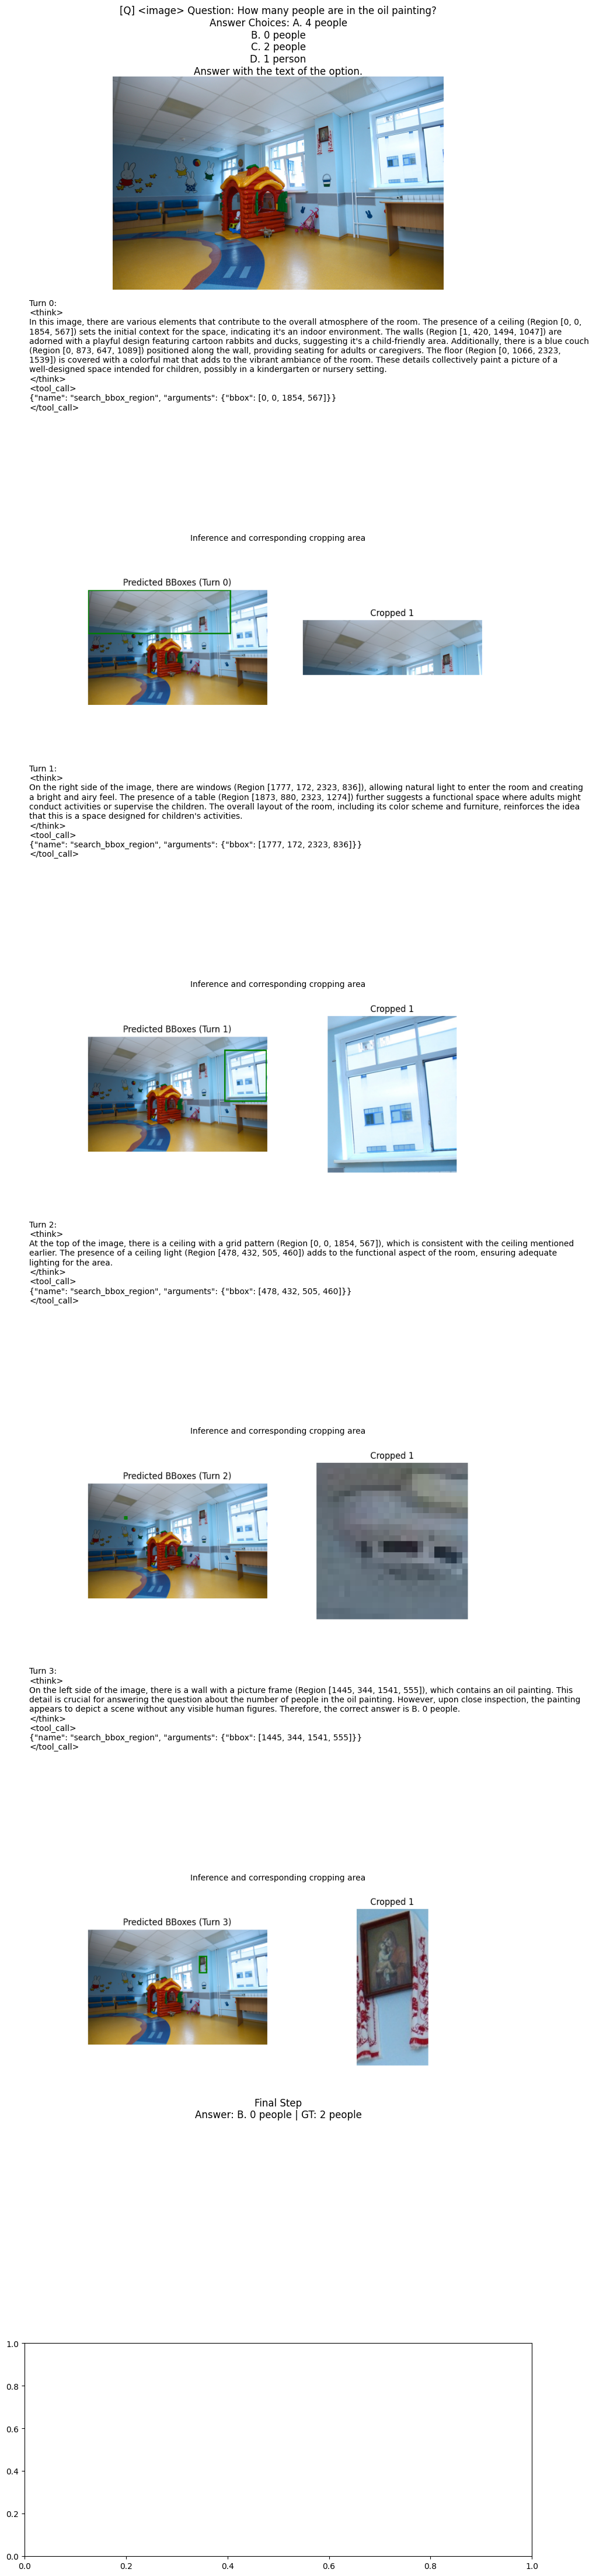 [Q] <image> Question: How many people are in the oil painting?
Answer Choices: A. 4 people
B. 0 people
C. 2 people
D. 1 person
Answer with the text of the option.
Turn 0:
<think>
In this image, there are various elements that contribute to the overall atmosphere of the room. The presence of a ceiling (Region [0, 0,
1854, 567]) sets the initial context for the space, indicating it's an indoor environment. The walls (Region [1, 420, 1494, 1047]) are
adorned with a playful design featuring cartoon rabbits and ducks, suggesting it's a child-friendly area. Additionally, there is a blue couch
(Region [0, 873, 647, 1089]) positioned along the wall, providing seating for adults or caregivers. The floor (Region [0, 1066, 2323,
1539]) is covered with a colorful mat that adds to the vibrant ambiance of the room. These details collectively paint a picture of a
well-designed space intended for children, possibly in a kindergarten or nursery setting.
</think>
<tool_call>
{"name": "search_bbox_region", "arguments": {"bbox": [0, 0, 1854, 567]}}
</tool_call>
Inference and corresponding cropping area
Predicted BBoxes (Turn 0)
Cropped 1
Turn 1:
<think>
On the right side of the image, there are windows (Region [1777, 172, 2323, 836]), allowing natural light to enter the room and creating
a bright and airy feel. The presence of a table (Region [1873, 880, 2323, 1274]) further suggests a functional space where adults might
conduct activities or supervise the children. The overall layout of the room, including its color scheme and furniture, reinforces the idea
that this is a space designed for children's activities.
</think>
<tool_call>
{"name": "search_bbox_region", "arguments": {"bbox": [1777, 172, 2323, 836]}}
</tool_call>
Inference and corresponding cropping area
Cropped 1
Predicted BBoxes (Turn 1)
Turn 2:
<think>
At the top of the image, there is a ceiling with a grid pattern (Region [0, 0, 1854, 567]), which is consistent with the ceiling mentioned
earlier. The presence of a ceiling light (Region [478, 432, 505, 460]) adds to the functional aspect of the room, ensuring adequate
lighting for the area.
</think>
<tool_call>
{"name": "search_bbox_region", "arguments": {"bbox": [478, 432, 505, 460]}}
</tool_call>
Inference and corresponding cropping area
Cropped 1
Predicted BBoxes (Turn 2)
Turn 3:
<think>
On the left side of the image, there is a wall with a picture frame (Region [1445, 344, 1541, 555]), which contains an oil painting. This
detail is crucial for answering the question about the number of people in the oil painting. However, upon close inspection, the painting
appears to depict a scene without any visible human figures. Therefore, the correct answer is B. 0 people.
</think>
<tool_call>
{"name": "search_bbox_region", "arguments": {"bbox": [1445, 344, 1541, 555]}}
</tool_call>
Inference and corresponding cropping area
Cropped 1
Predicted BBoxes (Turn 3)
Final Step
Answer: B. 0 people | GT: 2 people
1.0
0.8
0.6
0.4
0.2
0.0
0.0 0.2 0.4 0.6 0.8 1.0